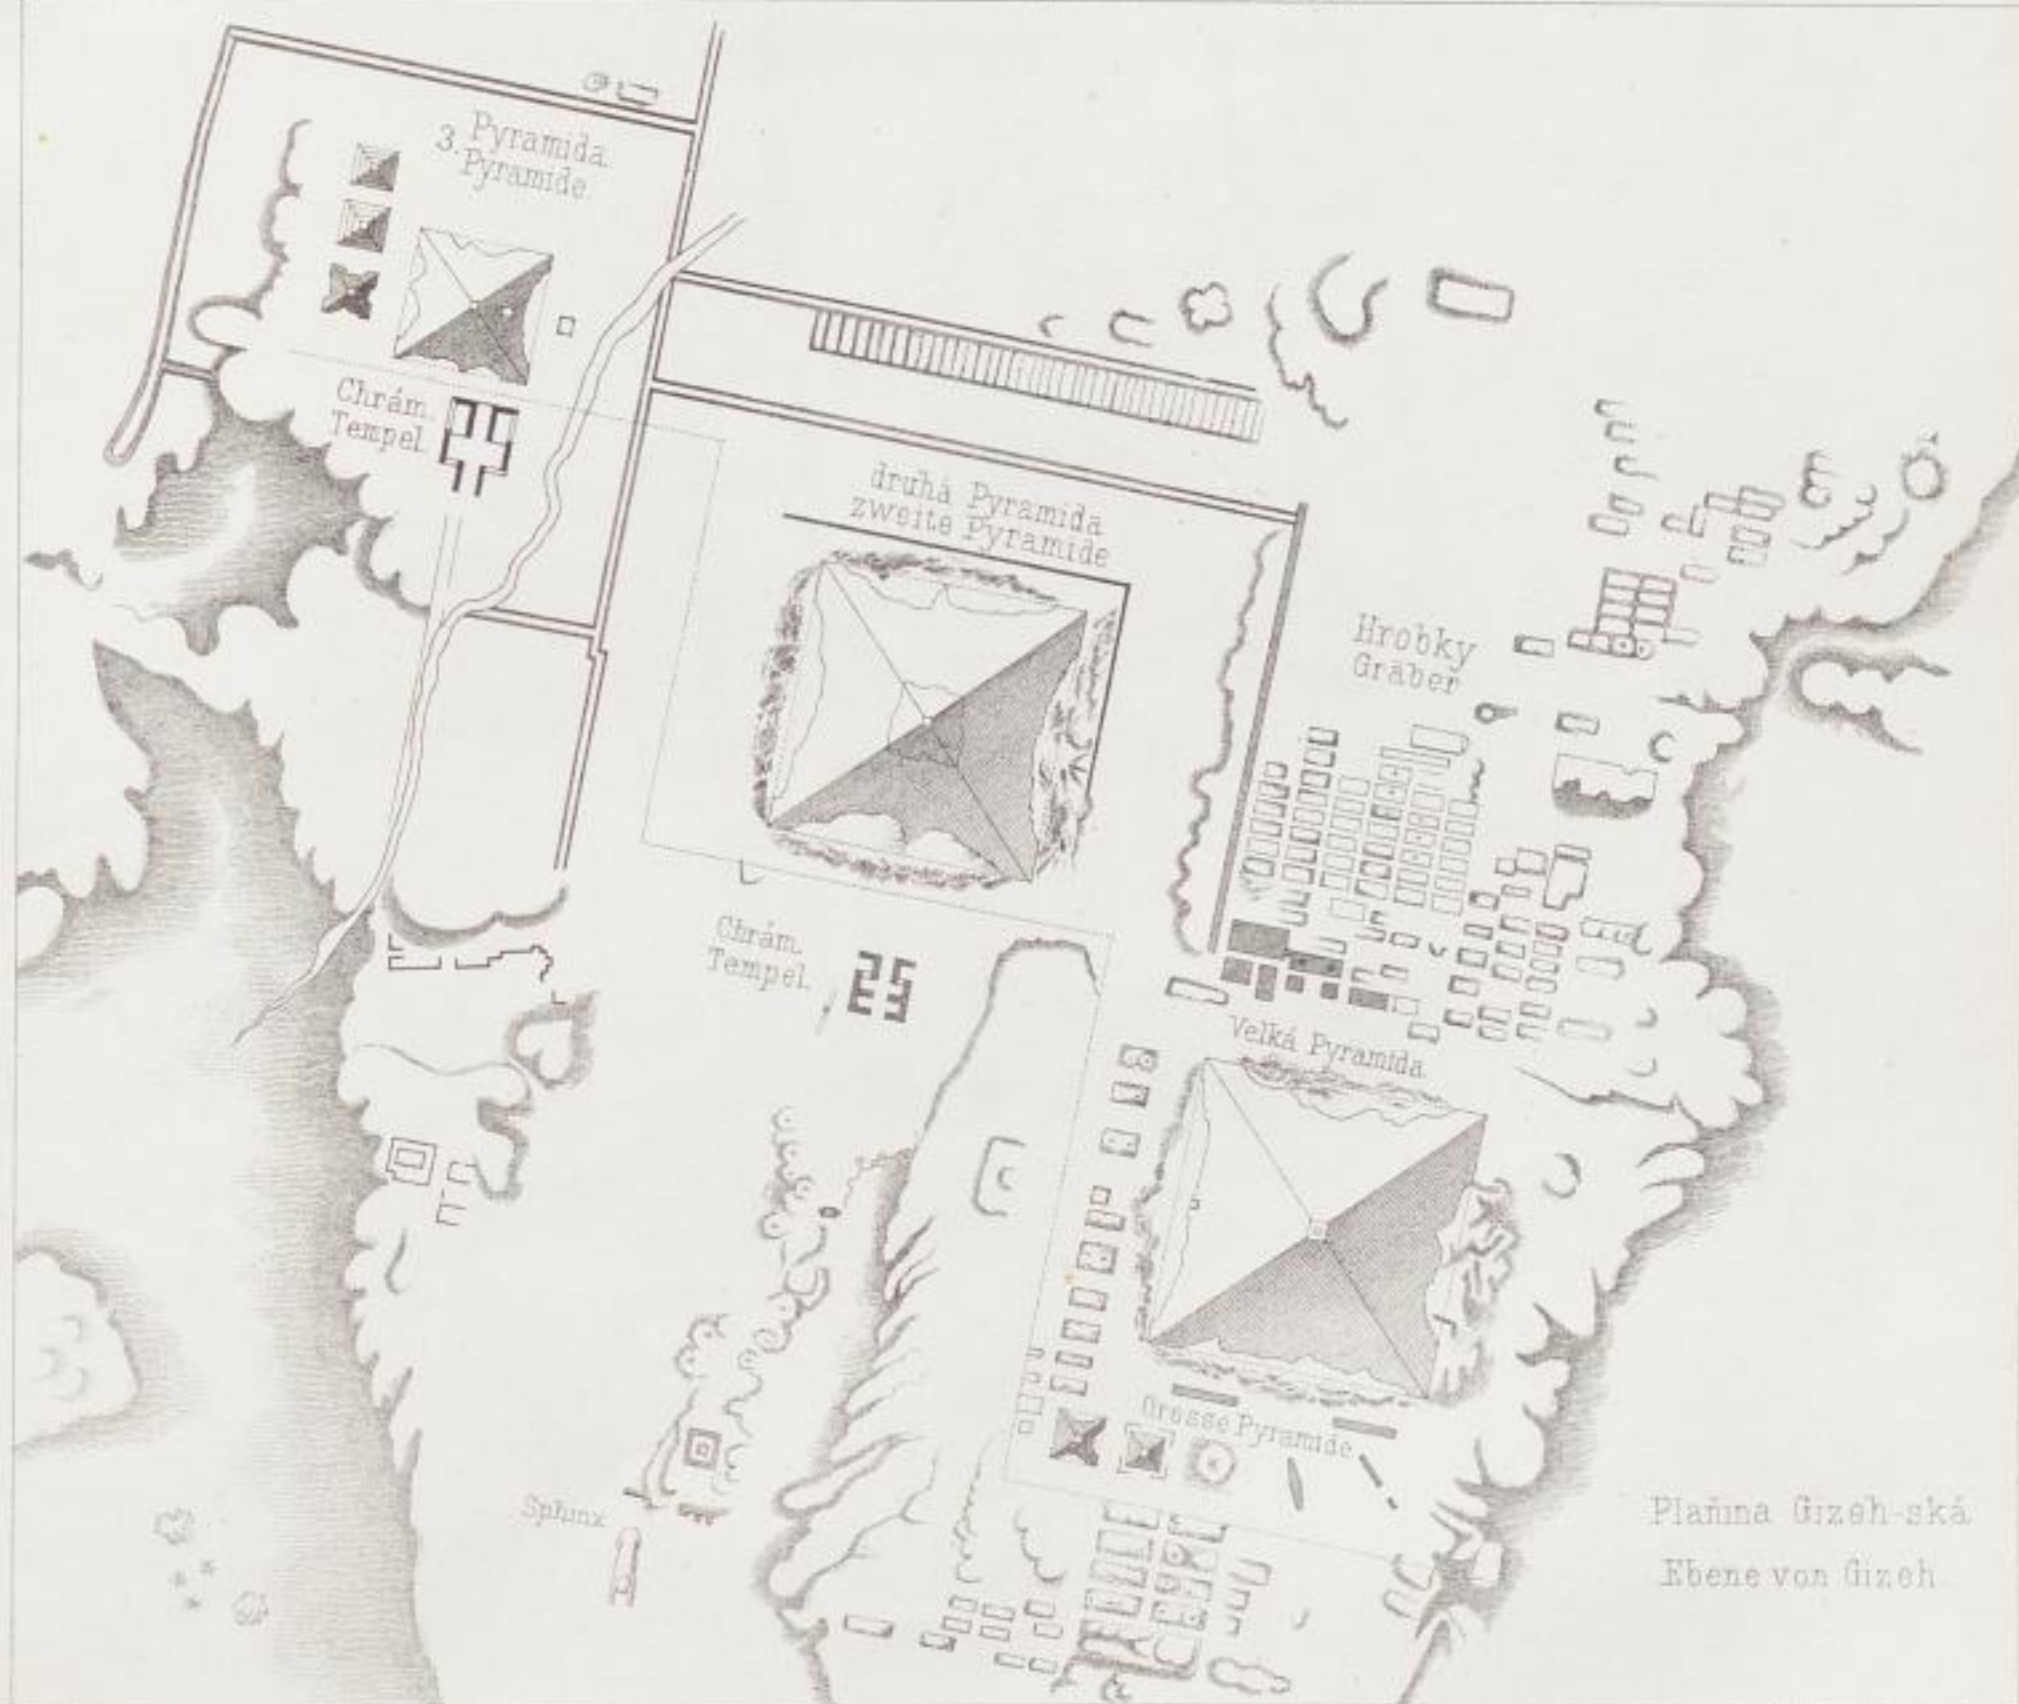 Pyramida.
3. Pyramide.
Chrám.
Tempel.
druhá Pyramida
zweite Pyramide
Hrobky
Gräber
Chrám.
Tempel.
Velká Pyramida
Grosse Pyramide
Sphinx
Plañina Gizeh-ská
Ebene von Gizeh